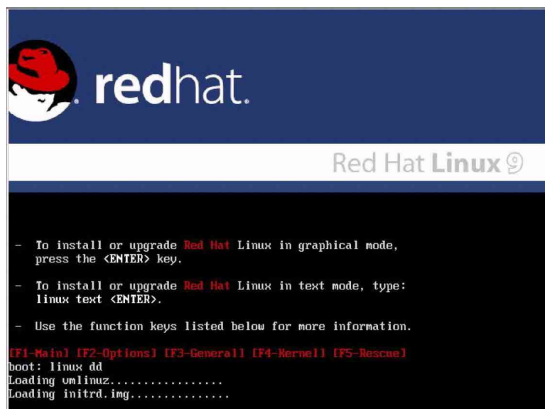 redhat.
Red Hat Linux 9
- To install or upgrade Red Hat Linux in graphical mode,
press the <ENTER> key.
- To install or upgrade Red Hat Linux in text mode, type:
linux text <ENTER>.
- Use the function keys listed below for more information.
[F1-Main] [F2-Options] [F3-General] [F4-Kernel] [F5-Rescue]
boot: linux dd
Loading vmlinuz.................
Loading initrd.img...............